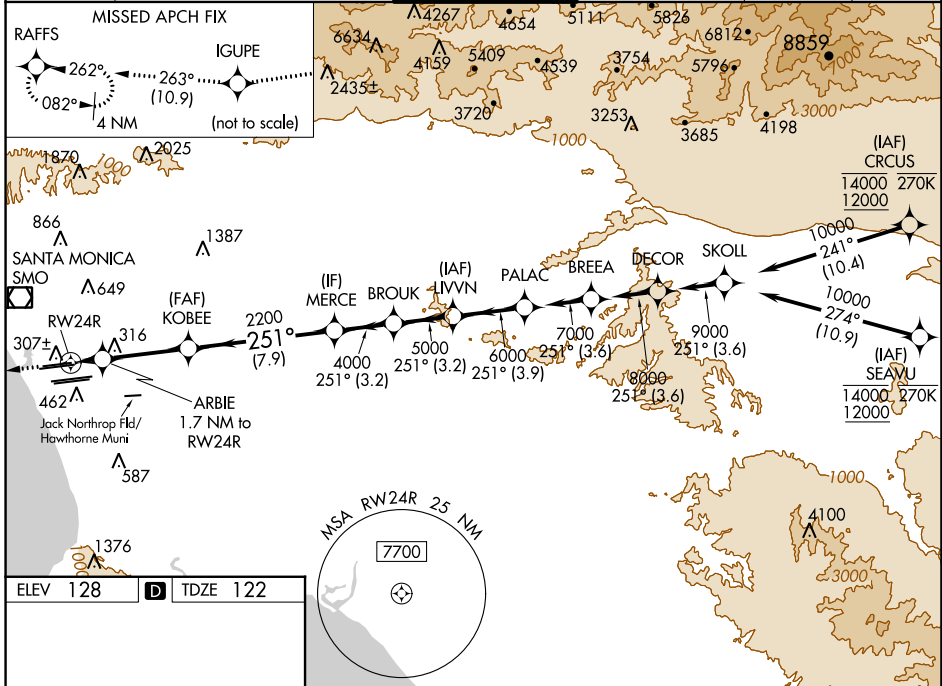 MISSED APCH FIX
RAFFS
IGUPE
262°
263°
(10.9)
082°
4 NM
(not to scale)
4267
4654
5111
5826
6634
4159
5409
4539
3754
6812
5796
8859
2435±
3720
3253
3685
4198
3000
1000
1870
1000
2025
(IAF)
CRCUS
14000 270K
12000
10000
241°
(10.4)
866
1387
SANTA MONICA
SMO
649
(IF)
MERCE
BROUK
(IAF)
LIVVN
PALAC
BREEA
DECOR
SKOLL
10000
274°
(10.9)
(IAF)
SEAVU
14000 270K
12000
RW24R
307±
316
(FAF)
KOBEE
2200
251°
(7.9)
4000
251° (3.2)
5000
251° (3.2)
6000
251° (3.9)
7000
251° (3.6)
8000
251° (3.6)
9000
251° (3.6)
462
Jack Northrop Fld/
Hawthorne Muni
ARBIE
1.7 NM to
RW24R
587
1376
MSA RW24R 25 NM
7700
1000
4100
3000
ELEV 128
D
TDZE 122